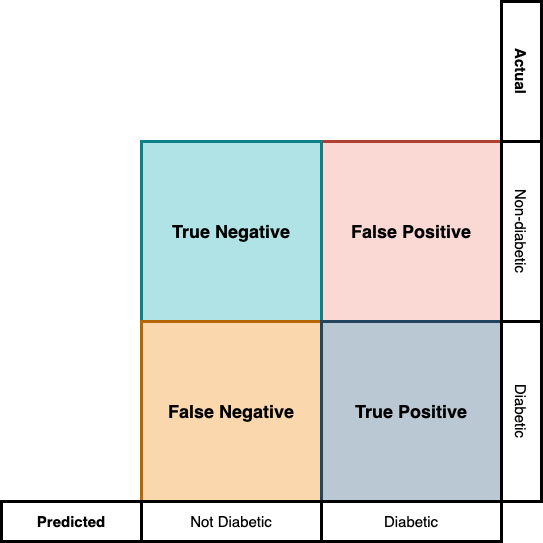 Actual
True Negative
False Positive
Non-diabetic
False Negative
True Positive
Diabetic
Predicted
Not Diabetic
Diabetic